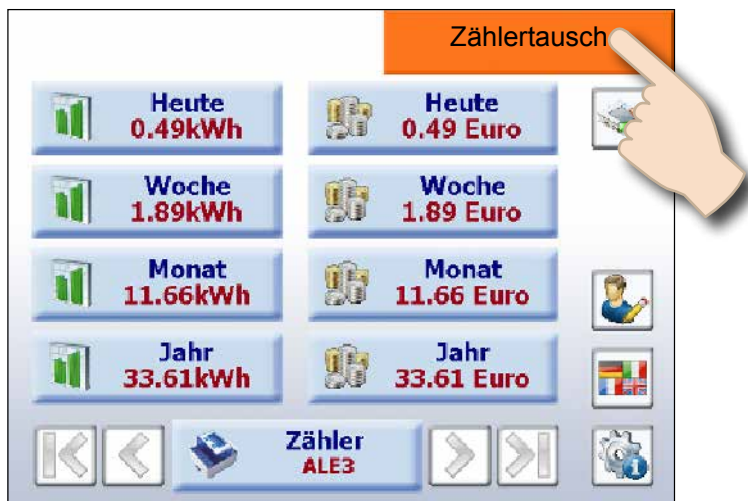 Zählertausch
Heute
0.49kWh
Heute
0.49 Euro
Woche
1.89kWh
Woche
1.89 Euro
Monat
11.66kWh
Monat
11.66 Euro
Jahr
33.61kWh
Jahr
33.61 Euro
Zähler
ALE3